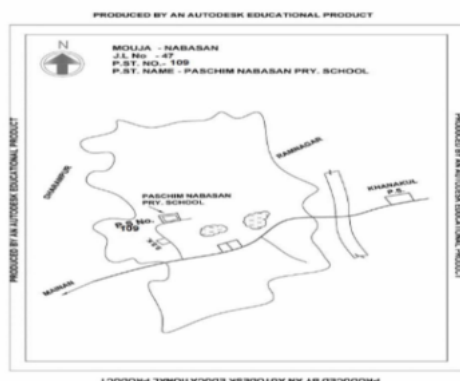 PRODUCED BY AN AUTODESK EDUCATIONAL PRODUCT
N
MOUJA - NABASAN
J.L No - 47
P.ST. NO.- 109
P.ST. NAME - PASCHIM NABASAN PRY. SCHOOL
RAMNAGAR
KHANAKUL
P.S.
PASCHIM NABASAN
PRY. SCHOOL
P.S No.
109
MAINAN
PRODUCED BY AN AUTODESK EDUCATIONAL PRODUCT
PRODUCED BY AN AUTODESK EDUCATIONAL PRODUCT
PRODUCED BY AN AUTODESK EDUCATIONAL PRODUCT